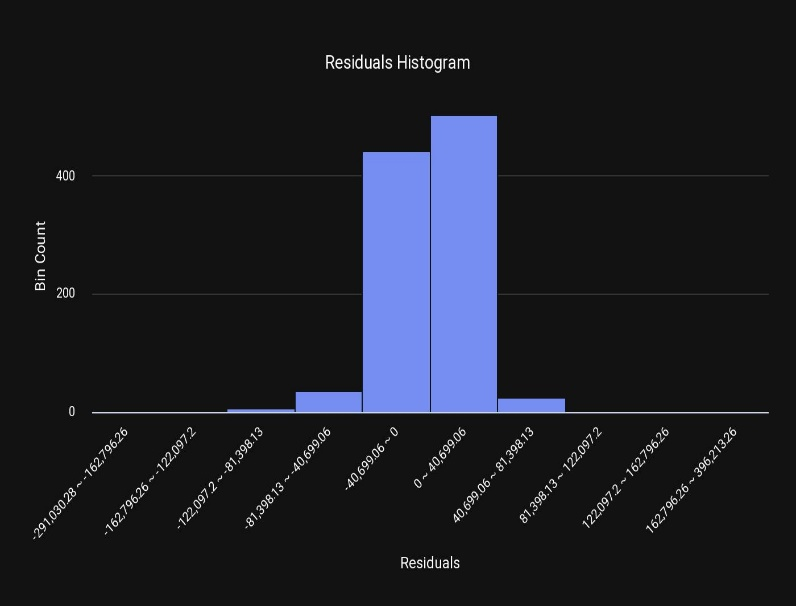 Residuals Histogram
Bin Count
400
200
0
-291,030.28 ~ -162,796.26
-162,796.26 ~ -122,097.2
-122,097.2 ~ -81,398.13
-81,398.13 ~ -40,699.06
-40,699.06 ~ 0
0 ~ 40,699.06
40,699.06 ~ 81,398.13
81,398.13 ~ 122,097.2
122,097.2 ~ 162,796.26
162,796.26 ~ 396,213.26
Residuals